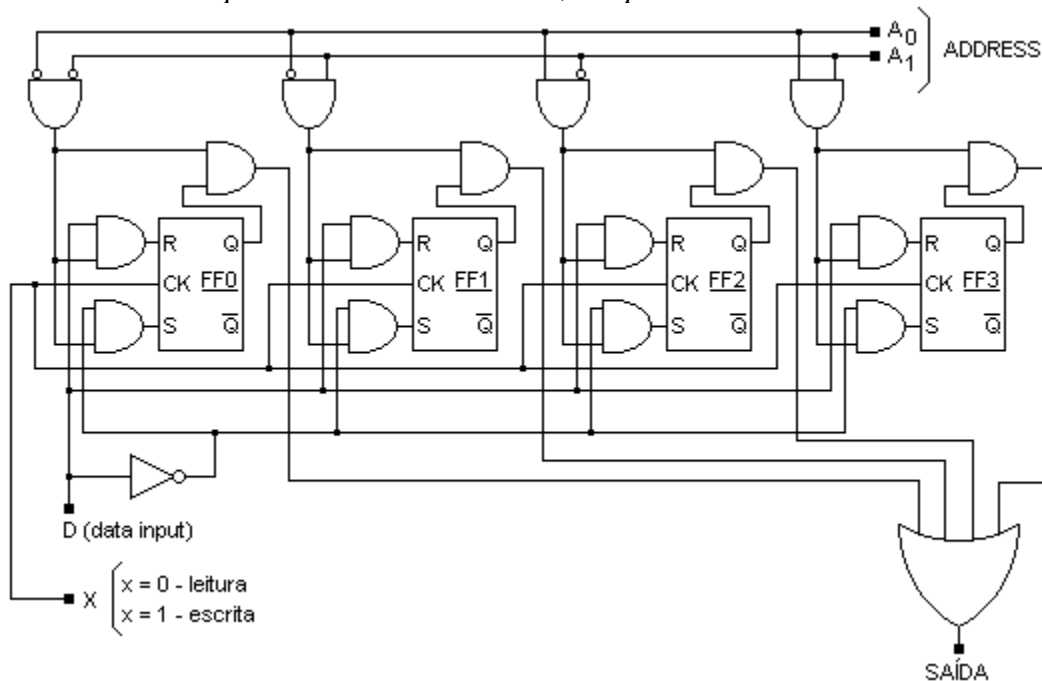 A0
A1
ADDRESS
R Q
CK FF0
S Q
R Q
CK FF1
S Q
R Q
CK FF2
S Q
R Q
CK FF3
S Q
D (data input)
X
x = 0 - leitura
x = 1 - escrita
SAÍDA